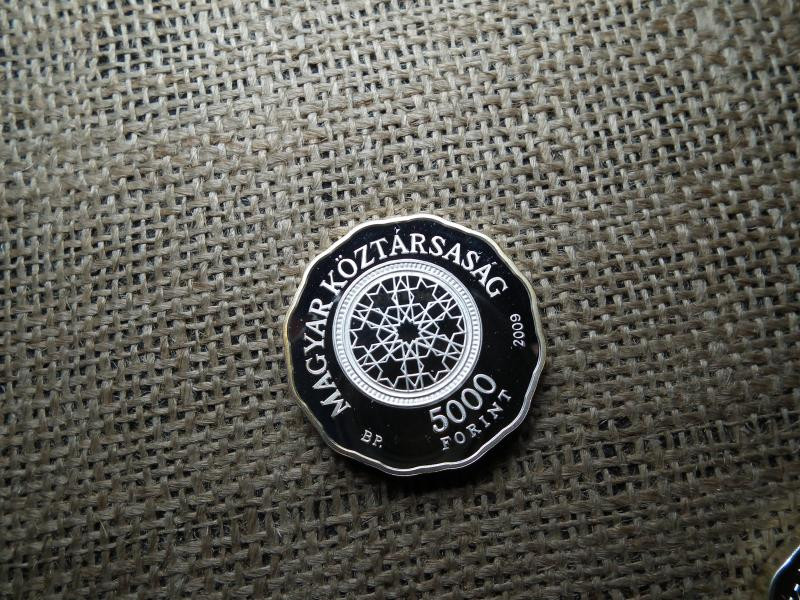 MAGYAR KÖZTÁRSASÁG
2009
5000
FORINT
BP.